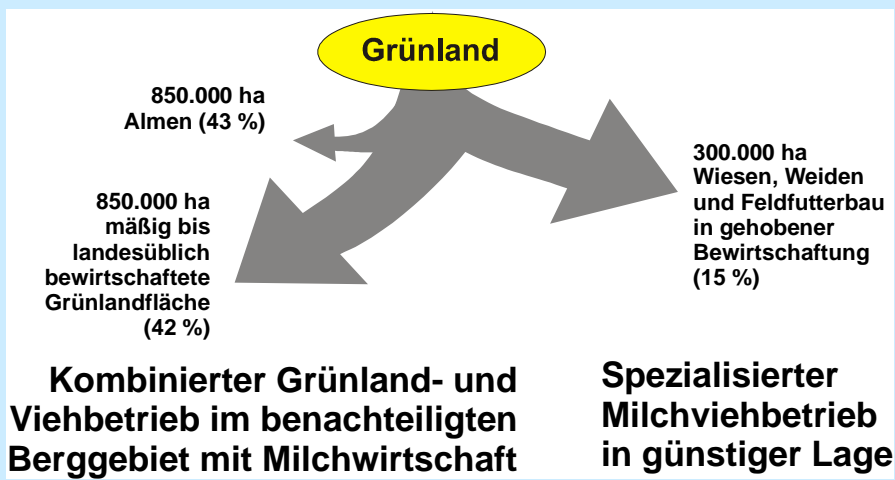 Grünland
850.000 ha
Almen (43 %)
850.000 ha
mäßig bis
landesüblich
bewirtschaftete
Grünlandfläche
(42 %)
300.000 ha
Wiesen, Weiden
und Feldfutterbau
in gehobener
Bewirtschaftung
(15 %)
Kombinierter Grünland- und
Viehbetrieb im benachteiligten
Berggebiet mit Milchwirtschaft
Spezialisierter
Milchviehbetrieb
in günstiger Lage